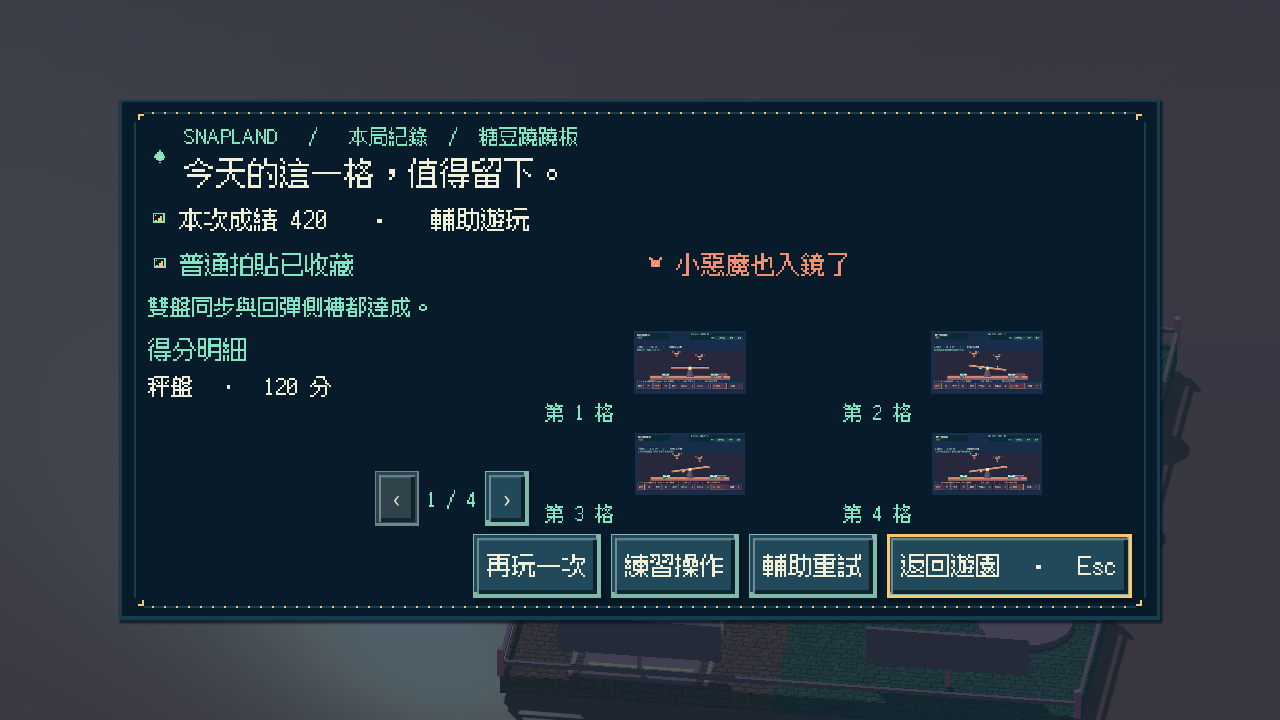 SNAPLAND / 本局紀錄 / 糖豆蹺蹺板
今天的這一格，值得留下。
本次成績 420 · 輔助遊玩
普通拍貼已收藏
小惡魔也入鏡了
雙盤同步與回彈側槽都達成。
得分明細
秤盤 · 120 分
第 1 格
第 2 格
第 3 格
第 4 格
‹ 1 / 4 ›
再玩一次
練習操作
輔助重試
返回遊園 · Esc